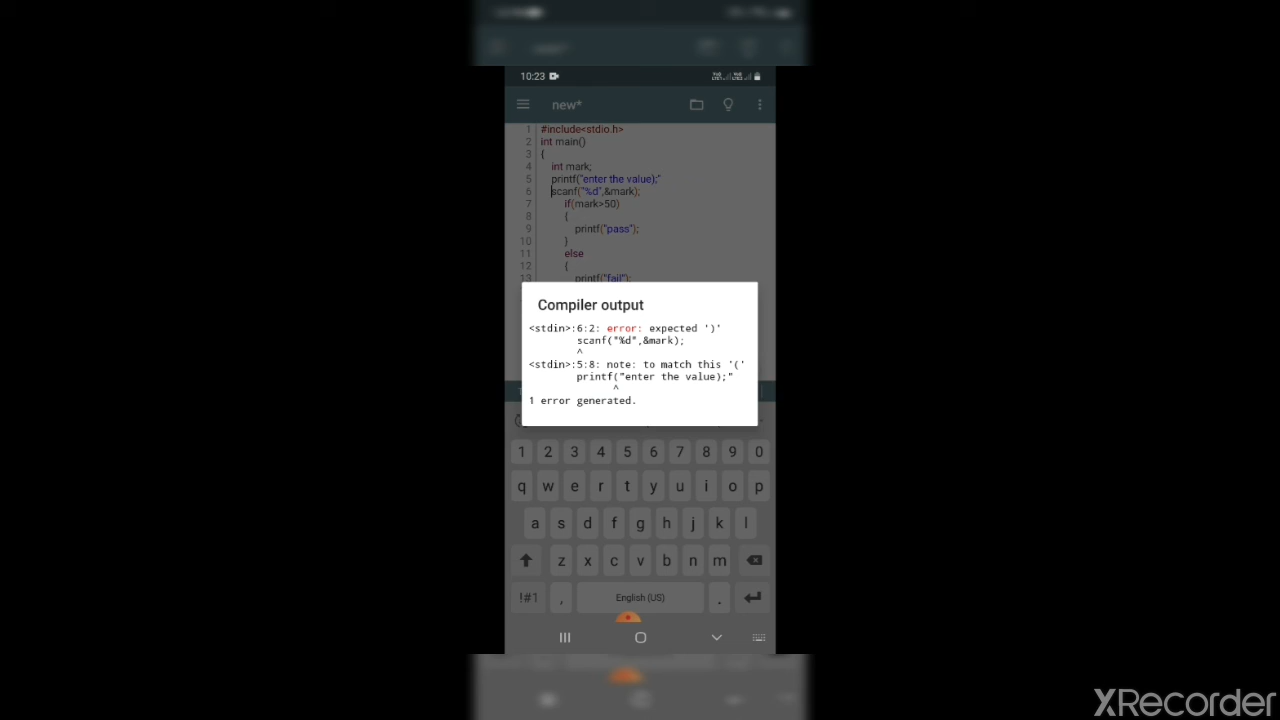 10:23
new*
1 #include<stdio.h>
2 int main()
3 {
4 int mark;
5 printf("enter the value);"
6 scanf("%d",&mark);
7 if(mark>50)
8 {
9 printf("pass");
10 }
11 else
12 {
13 printf("fail");
Compiler output
<stdin>:6:2: error: expected ')'
scanf("%d",&mark);
^
<stdin>:5:8: note: to match this '('
printf("enter the value);"
^
1 error generated.
1 2 3 4 5 6 7 8 9 0
q w e r t y u i o p
a s d f g h j k l
z x c v b n m
!#1 , English (US) .
XRecorder